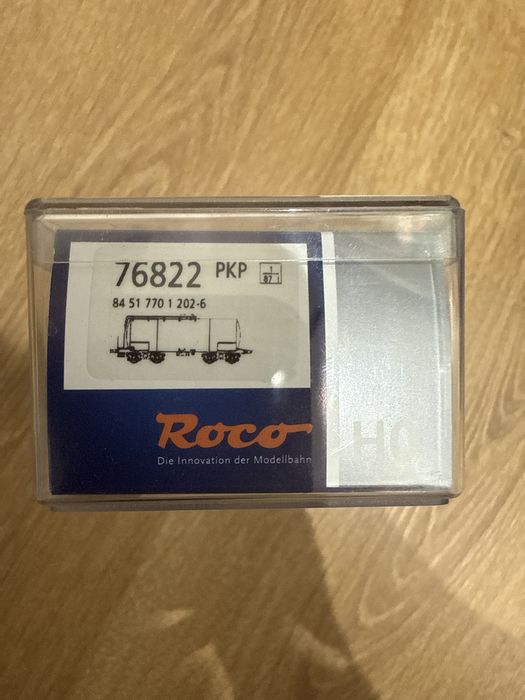 76822 PKP 1
87
84 51 770 1 202-6
Roco
Die Innovation der Modellbahn
H0